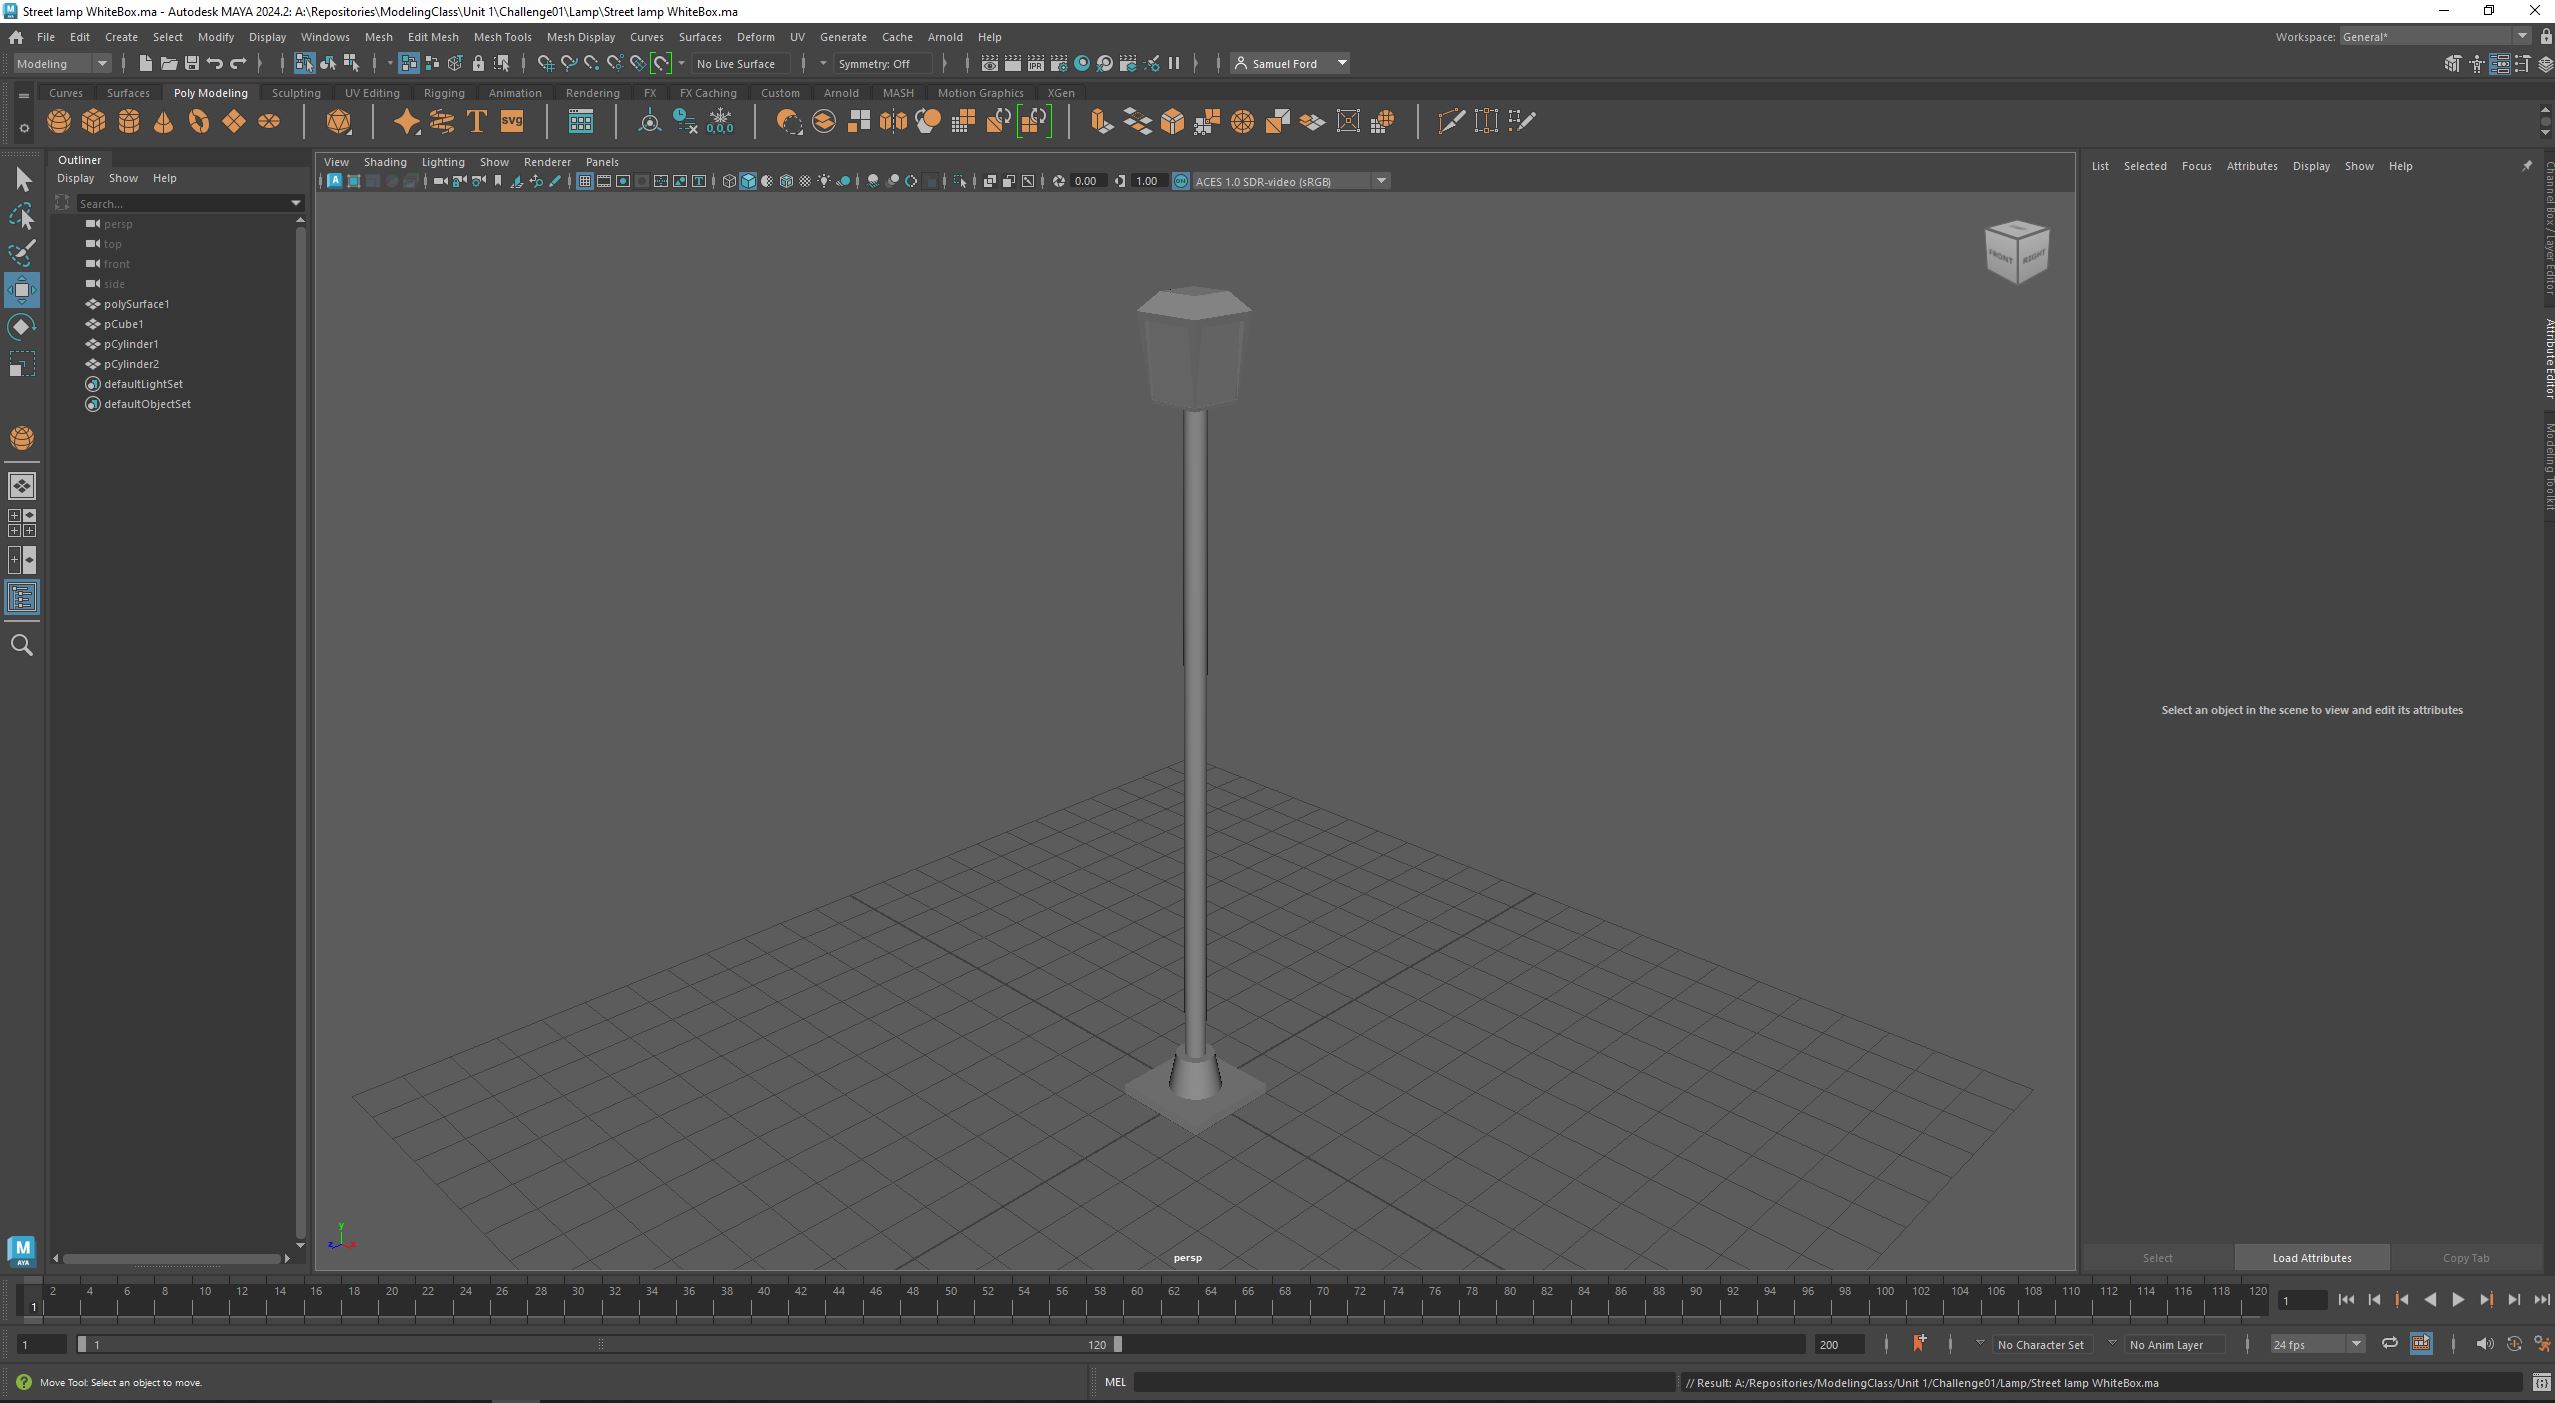 Street lamp WhiteBox.ma - Autodesk MAYA 2024.2: A:\Repositories\ModelingClass\Unit 1\Challenge01\Lamp\Street lamp WhiteBox.ma
File Edit Create Select Modify Display Windows Mesh Edit Mesh Mesh Tools Mesh Display Curves Surfaces Deform UV Generate Cache Arnold Help
Workspace: General*
Modeling
IPR
No Live Surface
Symmetry: Off
Samuel Ford
Curves Surfaces Poly Modeling Sculpting UV Editing Rigging Animation Rendering FX FX Caching Custom Arnold MASH Motion Graphics XGen
T
svg
0,0,0
Outliner
Display Show Help
Search...
persp
top
front
side
polySurface1
pCube1
pCylinder1
pCylinder2
defaultLightSet
defaultObjectSet
View Shading Lighting Show Renderer Panels
0.00
1.00
ON
ACES 1.0 SDR-video (sRGB)
FRONT
RIGHT
y
z
x
persp
List Selected Focus Attributes Display Show Help
Select an object in the scene to view and edit its attributes
Select
Load Attributes
Copy Tab
Channel Box / Layer Editor
Attribute Editor
Modeling Toolkit
M
AYA
1
2 4 6 8 10 12 14 16 18 20 22 24 26 28 30 32 34 36 38 40 42 44 46 48 50 52 54 56 58 60 62 64 66 68 70 72 74 76 78 80 82 84 86 88 90 92 94 96 98 100 102 104 106 108 110 112 114 116 118 120
1
1
1
120
200
No Character Set
No Anim Layer
24 fps
Move Tool: Select an object to move.
MEL
// Result: A:/Repositories/ModelingClass/Unit 1/Challenge01/Lamp/Street lamp WhiteBox.ma